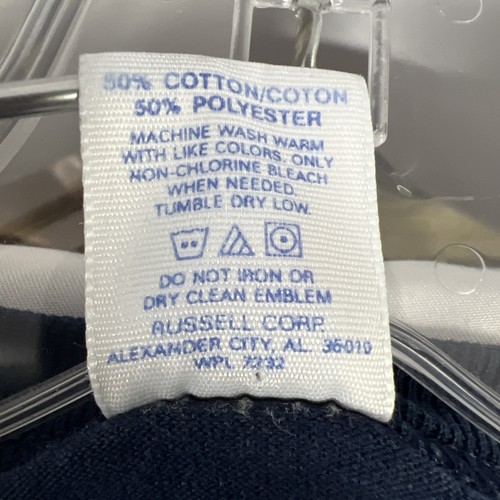 50% COTTON/COTON
50% POLYESTER
MACHINE WASH WARM
WITH LIKE COLORS. ONLY
NON-CHLORINE BLEACH
WHEN NEEDED.
TUMBLE DRY LOW.
DO NOT IRON OR
DRY CLEAN EMBLEM
RUSSELL CORP.
ALEXANDER CITY, AL. 35010
WPL 7232